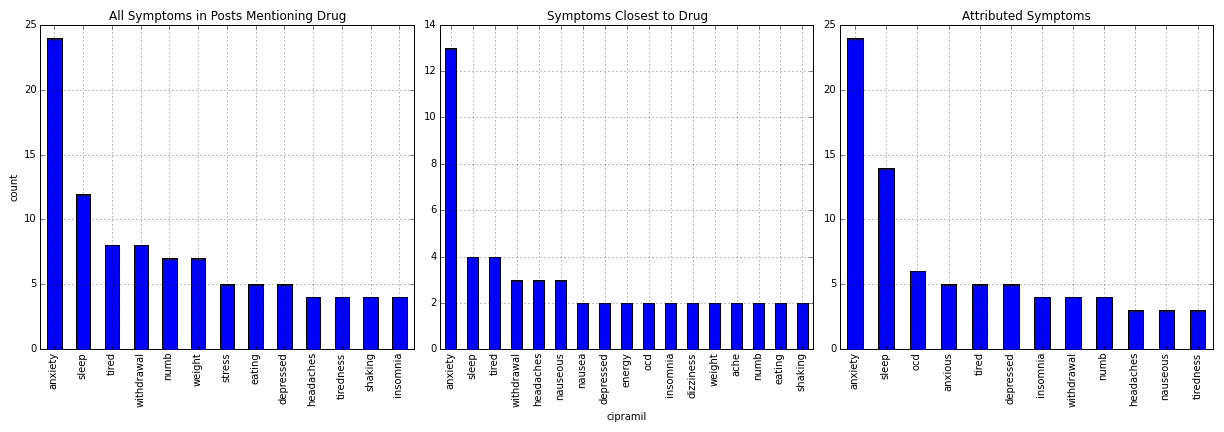 All Symptoms in Posts Mentioning Drug
count
25
20
15
10
5
0
anxiety
sleep
tired
withdrawal
numb
weight
stress
eating
depressed
headaches
tiredness
shaking
insomnia
Symptoms Closest to Drug
14
12
10
8
6
4
2
0
anxiety
sleep
tired
withdrawal
headaches
nauseous
nausea
depressed
energy
ocd
insomnia
dizziness
weight
ache
numb
eating
shaking
cipramil
Attributed Symptoms
25
20
15
10
5
0
anxiety
sleep
ocd
anxious
tired
depressed
insomnia
withdrawal
numb
headaches
nauseous
tiredness